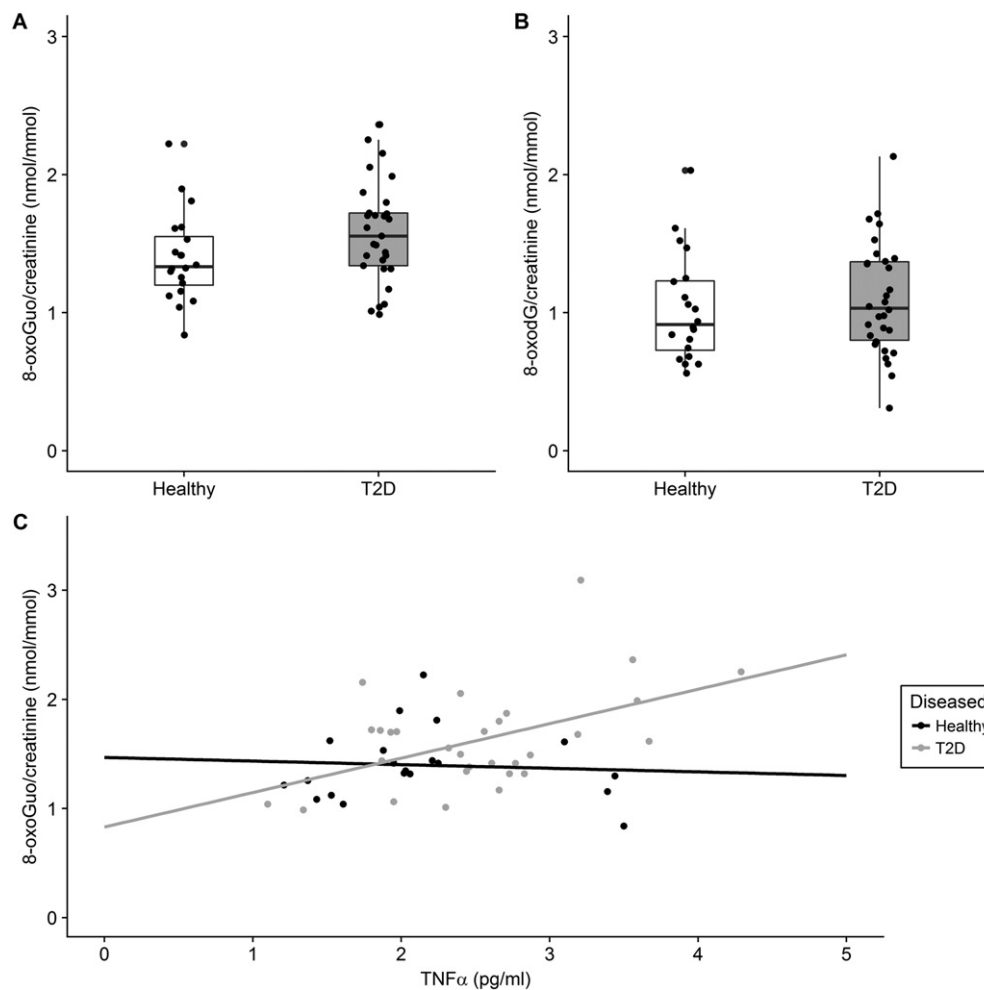 A
8-oxoGuo/creatinine (nmol/mmol)
3
2
1
0
Healthy
T2D
B
8-oxodG/creatinine (nmol/mmol)
3
2
1
0
Healthy
T2D
C
8-oxoGuo/creatinine (nmol/mmol)
3
2
1
0
0
1
2
3
4
5
TNFα (pg/ml)
Diseased
Healthy
T2D